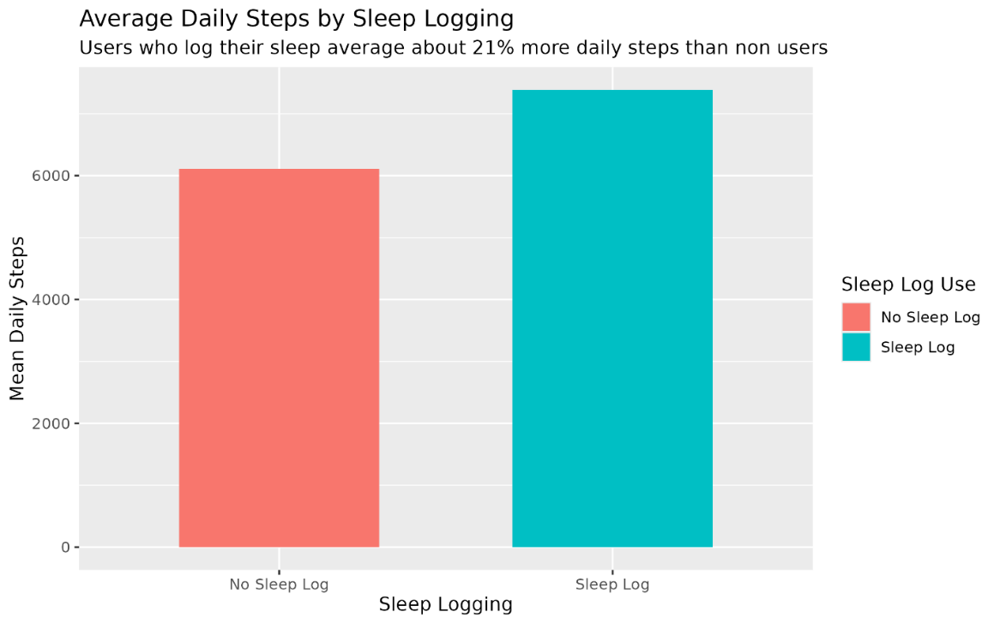 Average Daily Steps by Sleep Logging
Users who log their sleep average about 21% more daily steps than non users
6000
4000
2000
0
Mean Daily Steps
No Sleep Log
Sleep Log
Sleep Logging
Sleep Log Use
No Sleep Log
Sleep Log